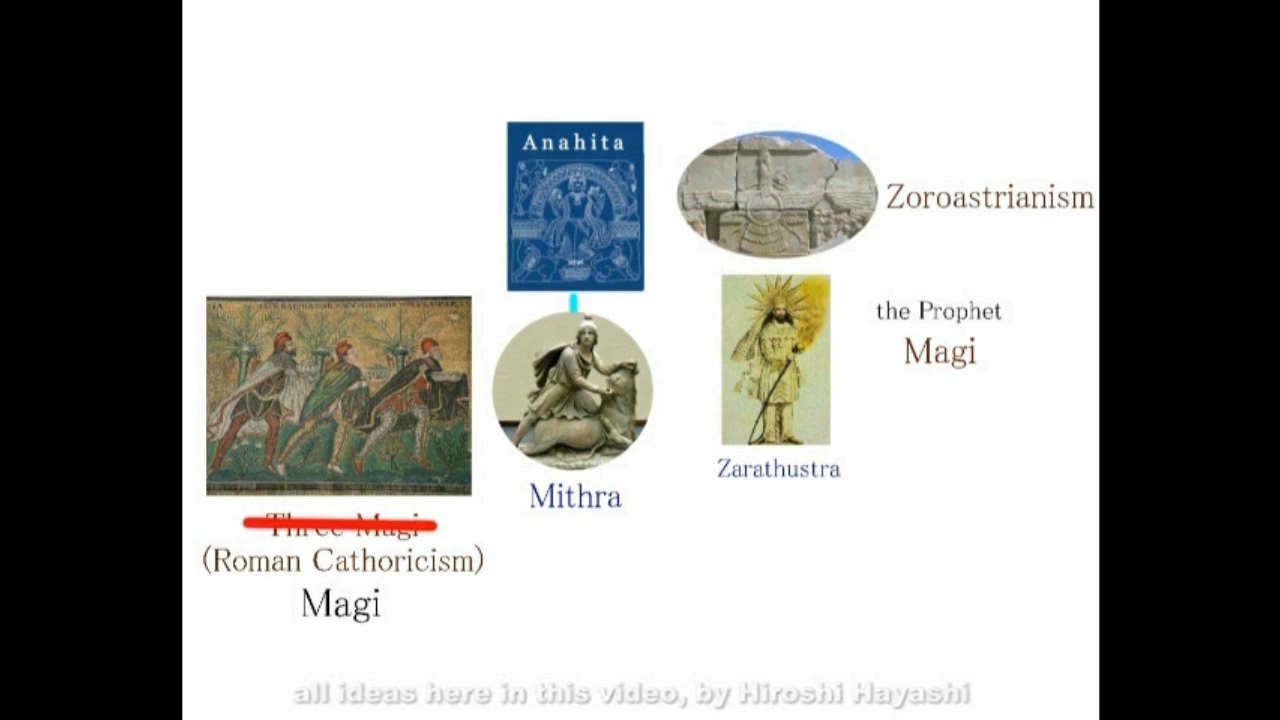 Anahita
Zoroastrianism
the Prophet
Magi
Zarathustra
Mithra
Three Magi
(Roman Cathoricism)
Magi
all ideas here in this video, by Hiroshi Hayashi